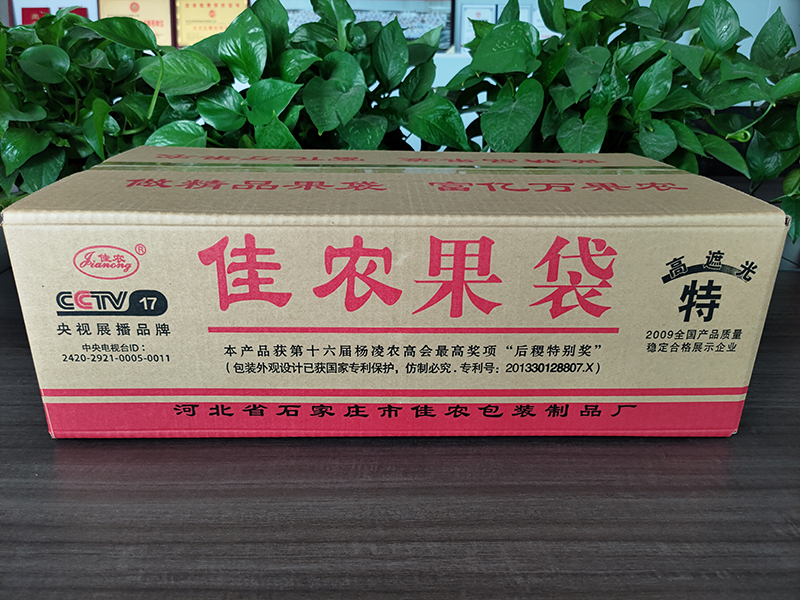 做精品果袋 富亿万果农
佳农
Jianong
®
CCTV 17
央视展播品牌
中央电视台ID：
2420-2921-0005-0011
佳农果袋
本产品获第十六届杨凌农高会最高奖项“后稷特别奖”
（包装外观设计已获国家专利保护，仿制必究．专利号：201330128807.X）
高遮光
特
2009全国产品质量
稳定合格展示企业
河北省石家庄市佳农包装制品厂